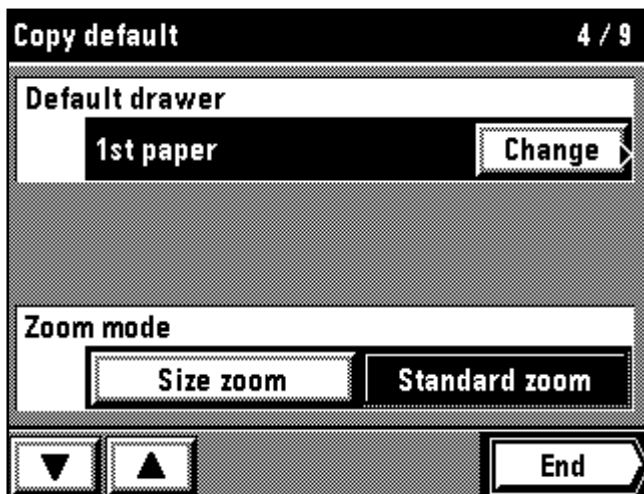 Copy default 4 / 9
Default drawer
1st paper Change
Zoom mode
Size zoom Standard zoom
End